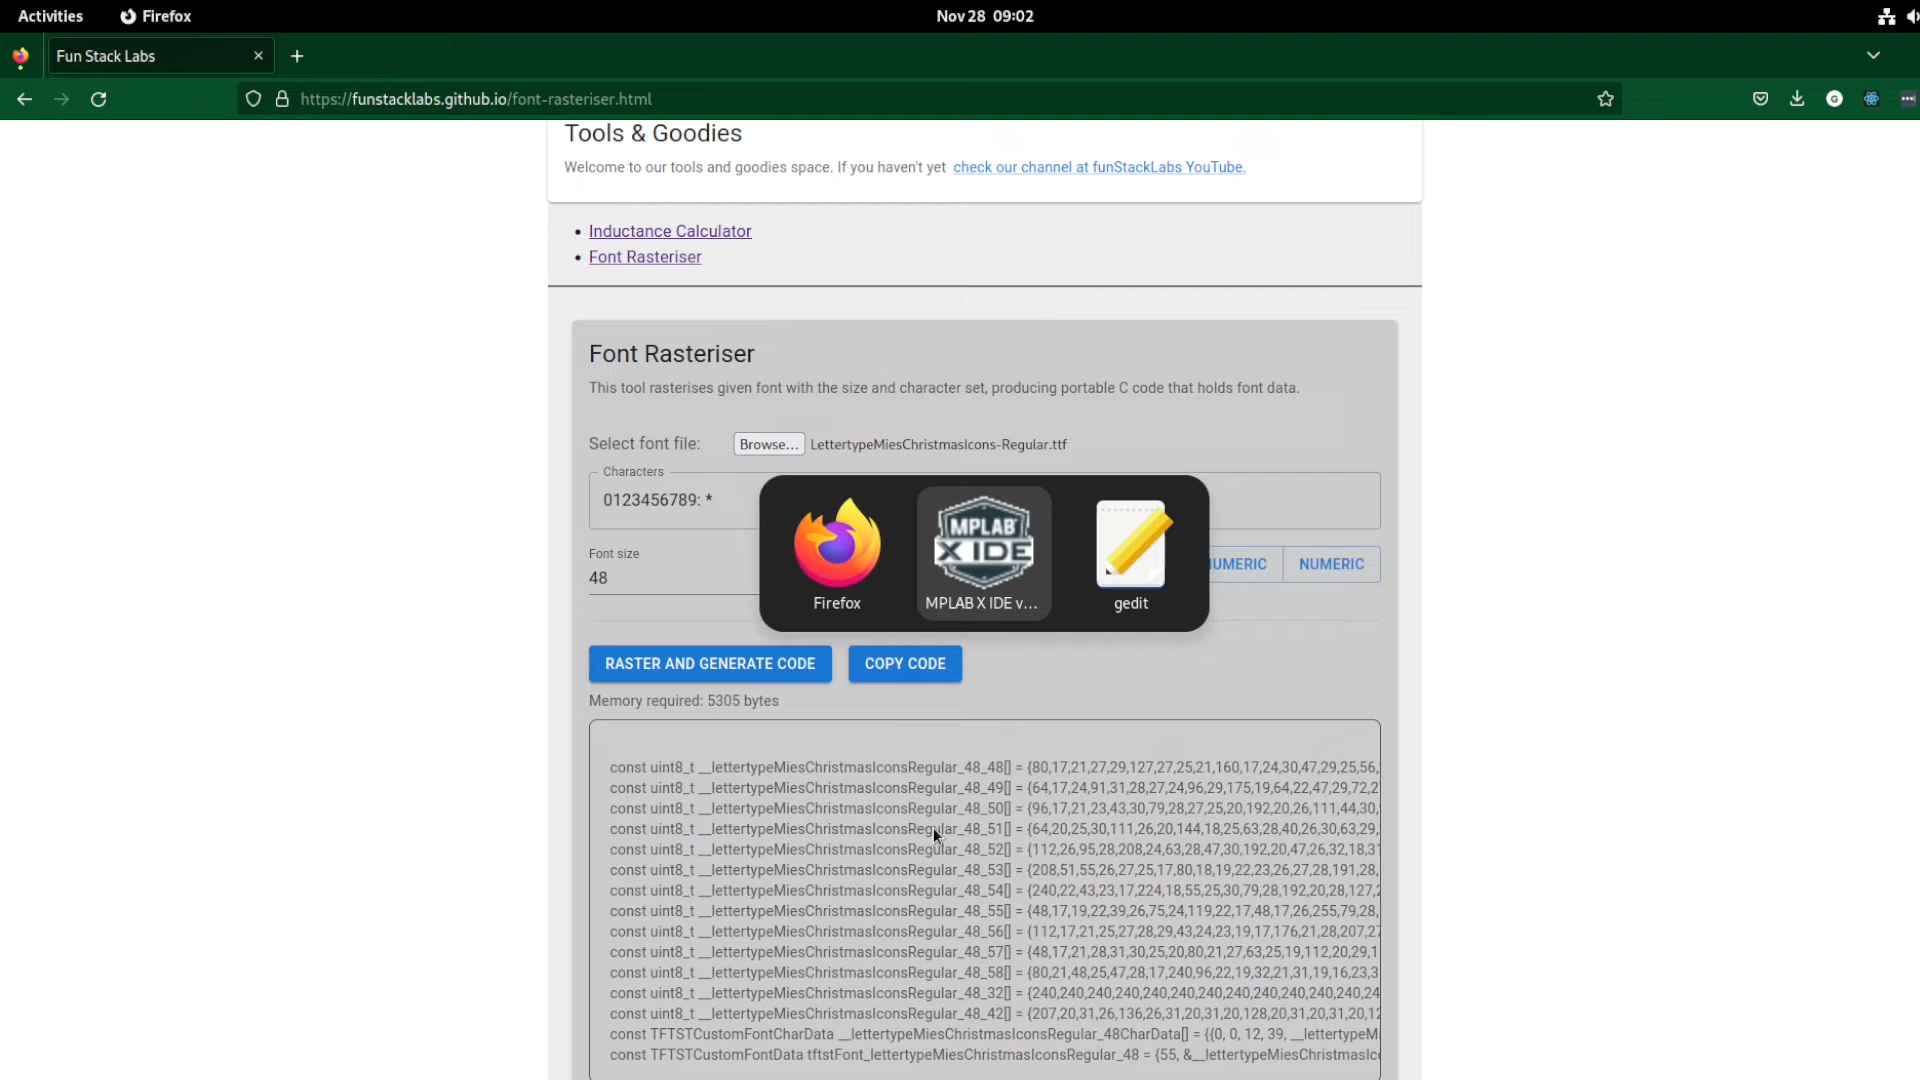 Activities
Firefox
Nov 28 09:02
Fun Stack Labs
https://funstacklabs.github.io/font-rasteriser.html
Tools & Goodies
Welcome to our tools and goodies space. If you haven't yet check our channel at funStackLabs YouTube.
• Inductance Calculator
• Font Rasteriser
Font Rasteriser
This tool rasterises given font with the size and character set, producing portable C code that holds font data.
Select font file: Browse... LettertypeMiesChristmasIcons-Regular.ttf
Characters
0123456789: *
MPLAB
X IDE
Firefox
MPLAB X IDE v...
gedit
Font size
48
NUMERIC
RASTER AND GENERATE CODE
COPY CODE
Memory required: 5305 bytes
const uint8_t __lettertypeMiesChristmasIconsRegular_48_48[] = {80,17,21,27,29,127,27,25,21,160,17,24,30,47,29,25,56,
const uint8_t __lettertypeMiesChristmasIconsRegular_48_49[] = {64,17,24,91,31,28,27,24,96,29,175,19,64,22,47,29,72,2
const uint8_t __lettertypeMiesChristmasIconsRegular_48_50[] = {96,17,21,23,43,30,79,28,27,25,20,192,20,26,111,44,30,
const uint8_t __lettertypeMiesChristmasIconsRegular_48_51[] = {64,20,25,30,111,26,20,144,18,25,63,28,40,26,30,63,29,
const uint8_t __lettertypeMiesChristmasIconsRegular_48_52[] = {112,26,95,28,208,24,63,28,47,30,192,20,47,26,32,18,31
const uint8_t __lettertypeMiesChristmasIconsRegular_48_53[] = {208,51,55,26,27,25,17,80,18,19,22,23,26,27,28,191,28,
const uint8_t __lettertypeMiesChristmasIconsRegular_48_54[] = {240,22,43,23,17,224,18,55,25,30,79,28,192,20,28,127,2
const uint8_t __lettertypeMiesChristmasIconsRegular_48_55[] = {48,17,19,22,39,26,75,24,119,22,17,48,17,26,255,79,28,
const uint8_t __lettertypeMiesChristmasIconsRegular_48_56[] = {112,17,21,25,27,28,29,43,24,23,19,17,176,21,28,207,27
const uint8_t __lettertypeMiesChristmasIconsRegular_48_57[] = {48,17,21,28,31,30,25,20,80,21,27,63,25,19,112,20,29,1
const uint8_t __lettertypeMiesChristmasIconsRegular_48_58[] = {80,21,48,25,47,28,17,240,96,22,19,32,21,31,19,16,23,3
const uint8_t __lettertypeMiesChristmasIconsRegular_48_32[] = {240,240,240,240,240,240,240,240,240,240,240,240,24
const uint8_t __lettertypeMiesChristmasIconsRegular_48_42[] = {207,20,31,26,136,26,31,20,31,20,128,20,31,20,31,20,12
const TFTSTCustomFontCharData __lettertypeMiesChristmasIconsRegular_48CharData[] = {{0, 0, 12, 39, __lettertypeMi
const TFTSTCustomFontData tftstFont_lettertypeMiesChristmasIconsRegular_48 = {55, &__lettertypeMiesChristmasIc